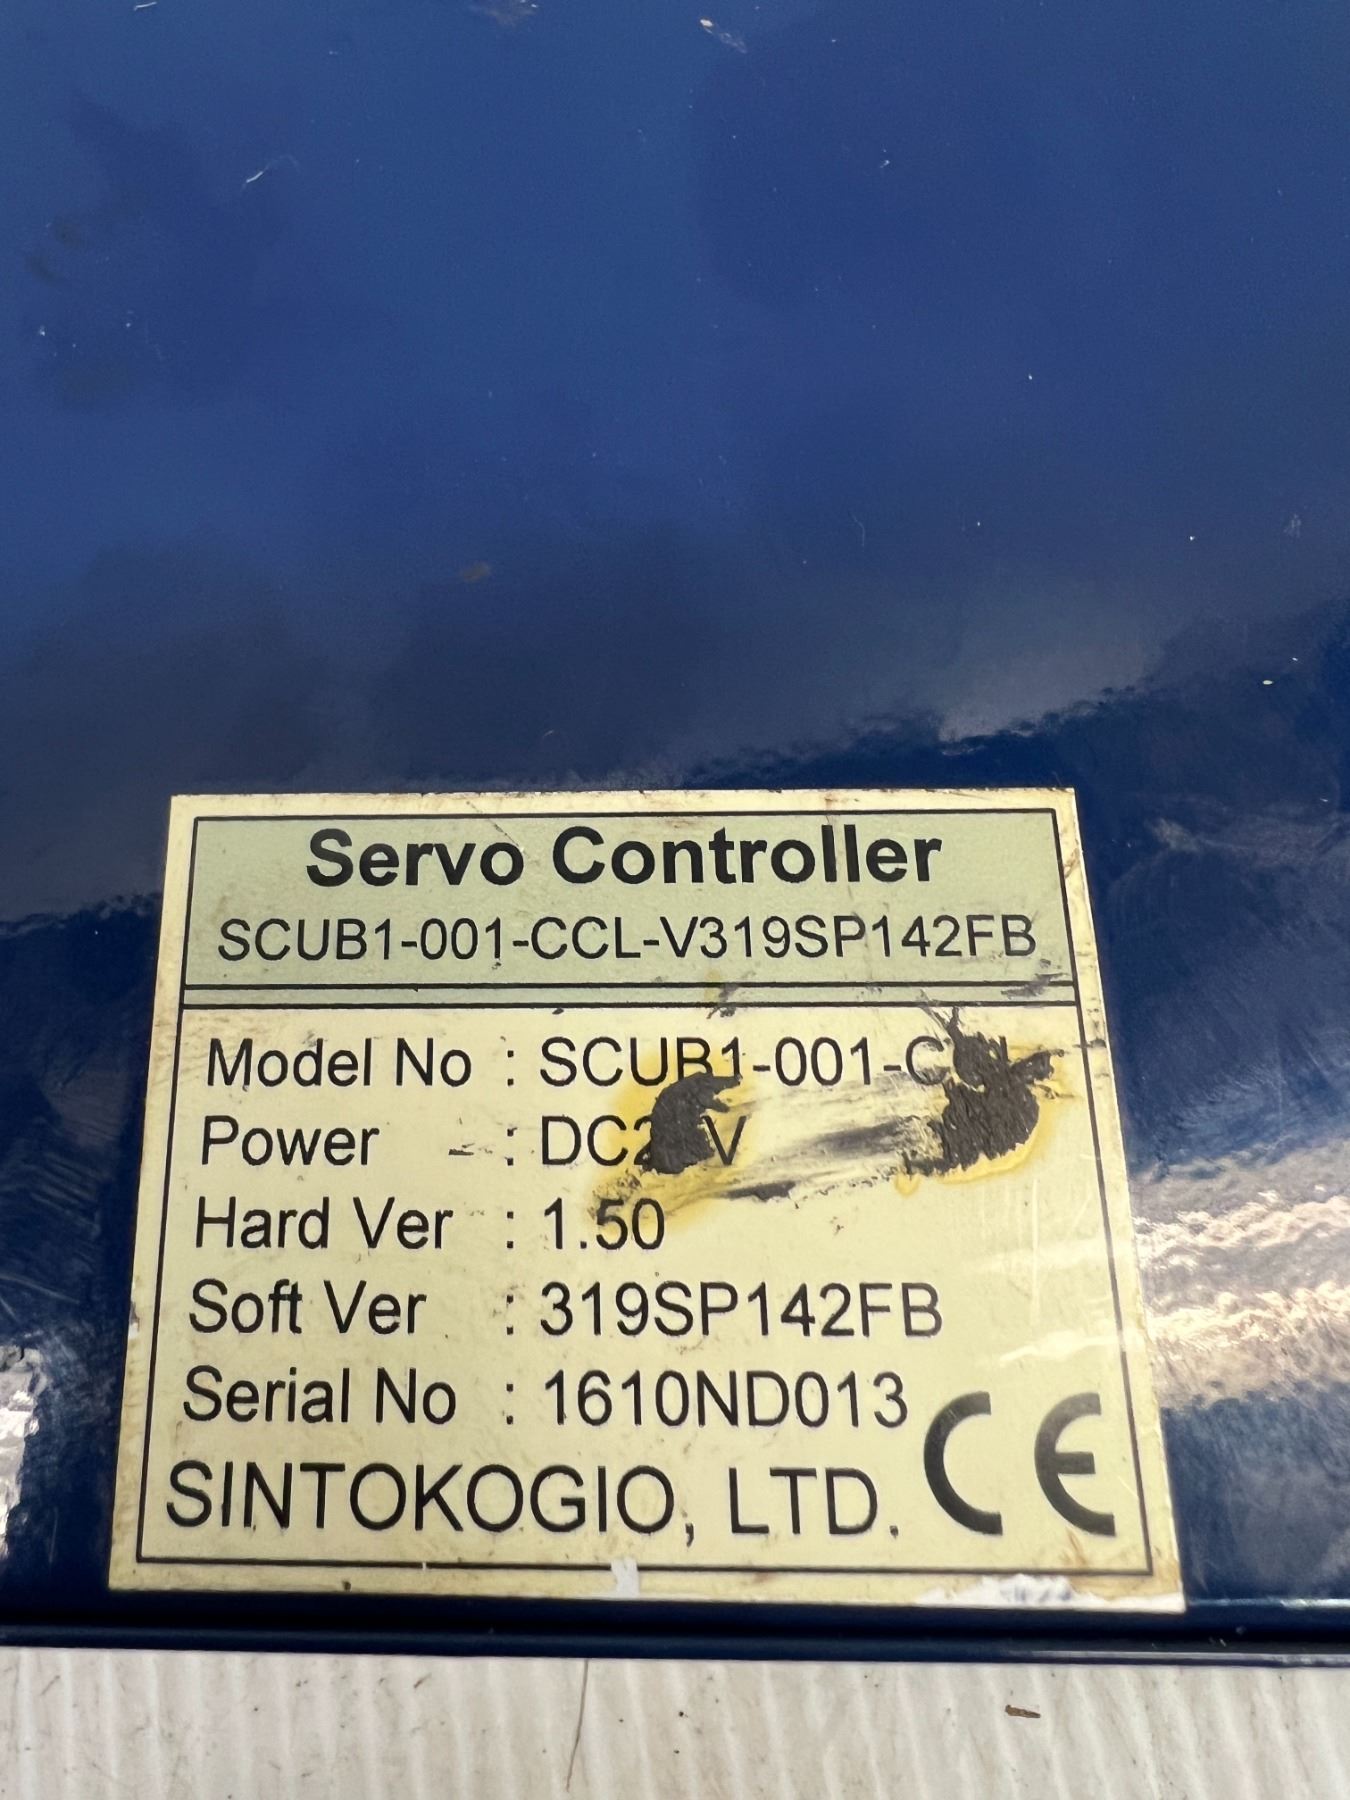 Servo Controller
SCUB1-001-CCL-V319SP142FB
Model No : SCUB1-001-
Power :
Hard Ver : 1.50
Soft Ver : 319SP142FB
Serial No : 1610ND013
SINTOKOGIO, LTD. CE